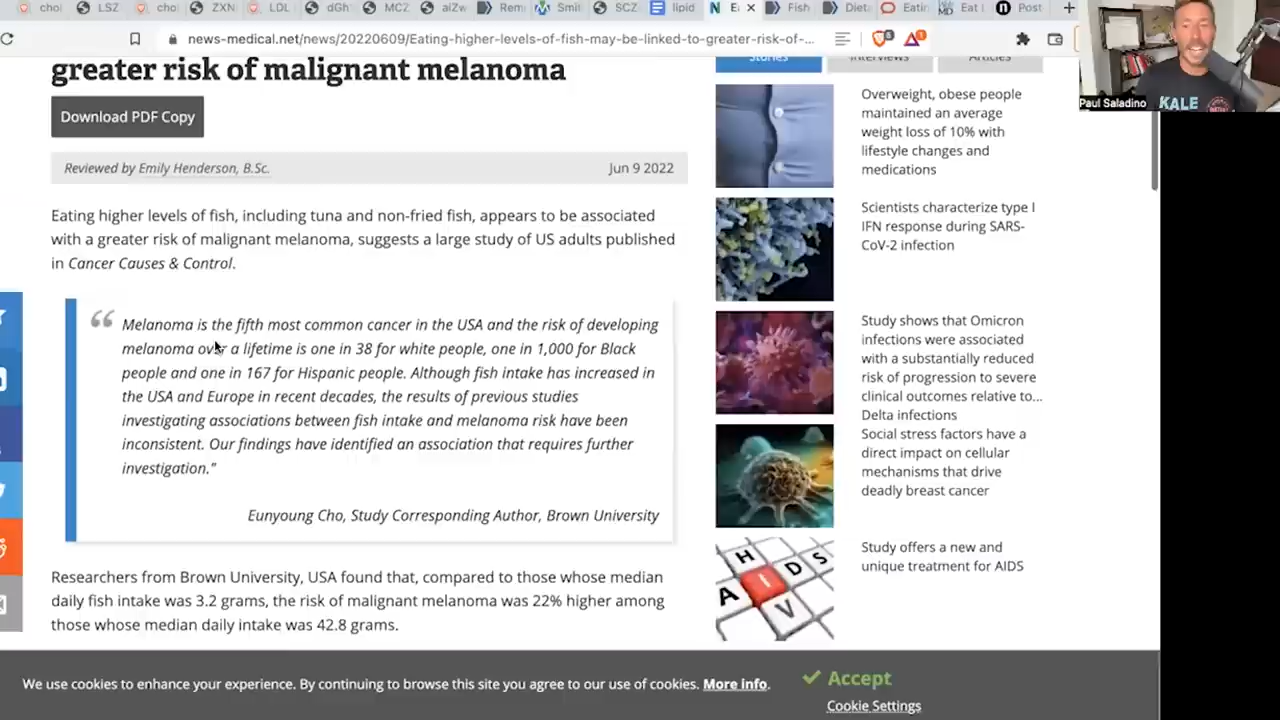 cho
LSZ
cho
ZXN
LDL
dGh
MCZ
Rem
Smil
SCZ
lipid
Fish
Diet
Eatin
Eat I
Post
news-medical.net/news/20220609/Eating-higher-levels-of-fish-may-be-linked-to-greater-risk-of-...
greater risk of malignant melanoma
Download PDF Copy
Reviewed by Emily Henderson, B.Sc.
Jun 9 2022
Eating higher levels of fish, including tuna and non-fried fish, appears to be associated
with a greater risk of malignant melanoma, suggests a large study of US adults published
in Cancer Causes & Control.
“ Melanoma is the fifth most common cancer in the USA and the risk of developing
melanoma over a lifetime is one in 38 for white people, one in 1,000 for Black
people and one in 167 for Hispanic people. Although fish intake has increased in
the USA and Europe in recent decades, the results of previous studies
investigating associations between fish intake and melanoma risk have been
inconsistent. Our findings have identified an association that requires further
investigation."
Eunyoung Cho, Study Corresponding Author, Brown University
Researchers from Brown University, USA found that, compared to those whose median
daily fish intake was 3.2 grams, the risk of malignant melanoma was 22% higher among
those whose median daily intake was 42.8 grams.
Stories
Interviews
Articles
Overweight, obese people
maintained an average
weight loss of 10% with
lifestyle changes and
medications
Scientists characterize type I
IFN response during SARS-
CoV-2 infection
Study shows that Omicron
infections were associated
with a substantially reduced
risk of progression to severe
clinical outcomes relative to...
Delta infections
Social stress factors have a
direct impact on cellular
mechanisms that drive
deadly breast cancer
H D S
A I
V
Study offers a new and
unique treatment for AIDS
Paul Saladino
KALE
We use cookies to enhance your experience. By continuing to browse this site you agree to our use of cookies. More info.
Accept
Cookie Settings